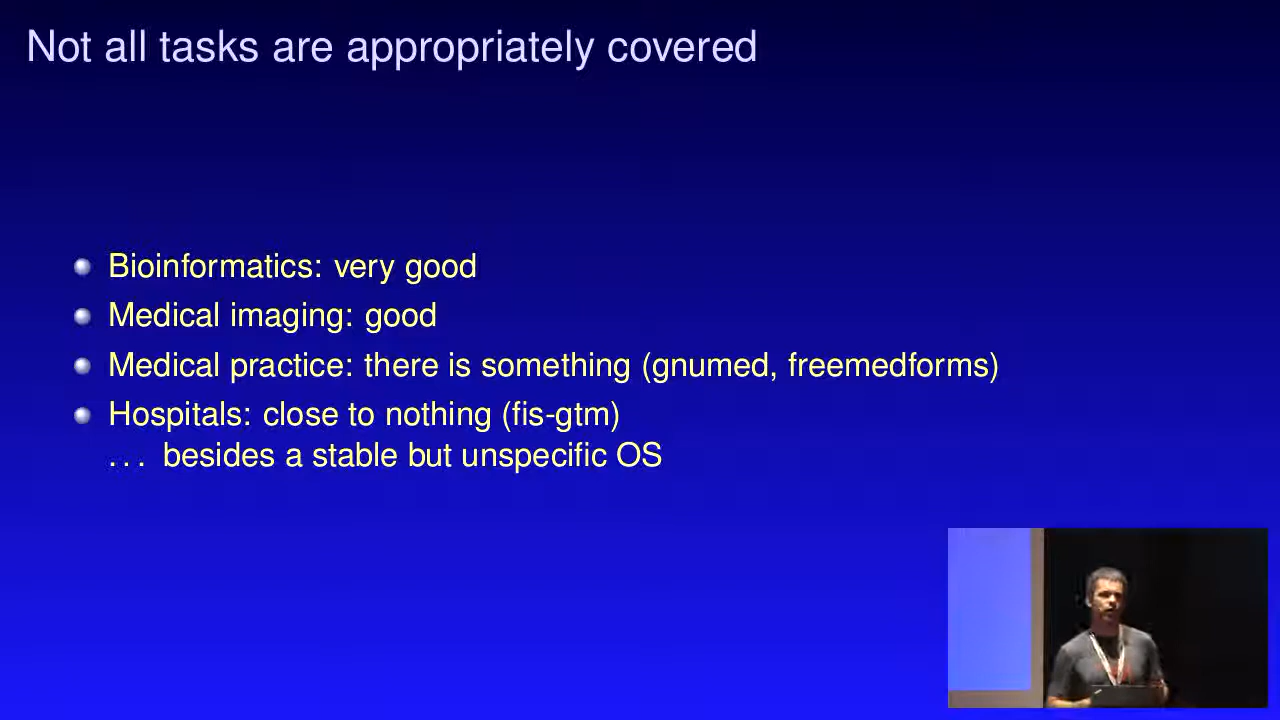 Not all tasks are appropriately covered
Bioinformatics: very good
Medical imaging: good
Medical practice: there is something (gnumed, freemedforms)
Hospitals: close to nothing (fis-gtm)
... besides a stable but unspecific OS